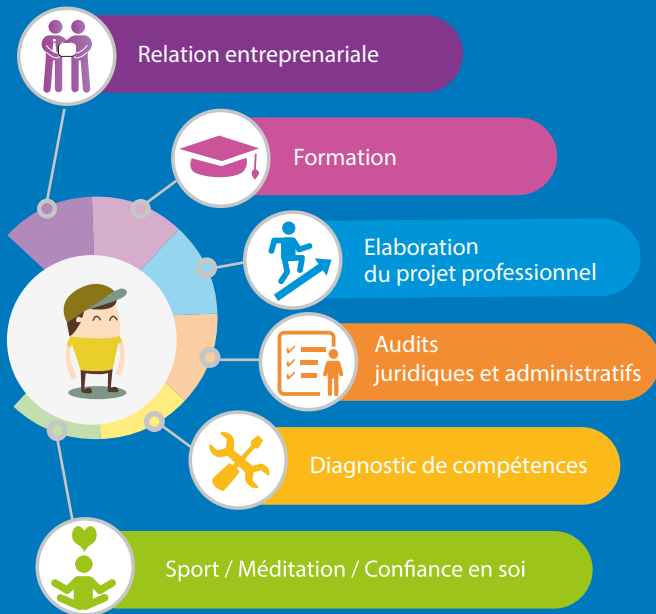 Relation entreprenariale
Formation
Elaboration
du projet professionnel
Audits
juridiques et administratifs
Diagnostic de compétences
Sport / Méditation / Confiance en soi